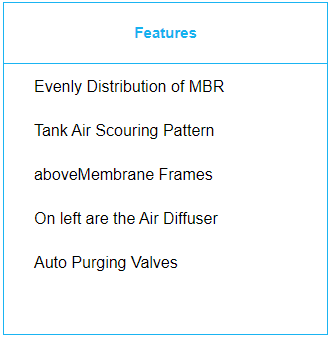 Features
Evenly Distribution of MBR
Tank Air Scouring Pattern
aboveMembrane Frames
On left are the Air Diffuser
Auto Purging Valves